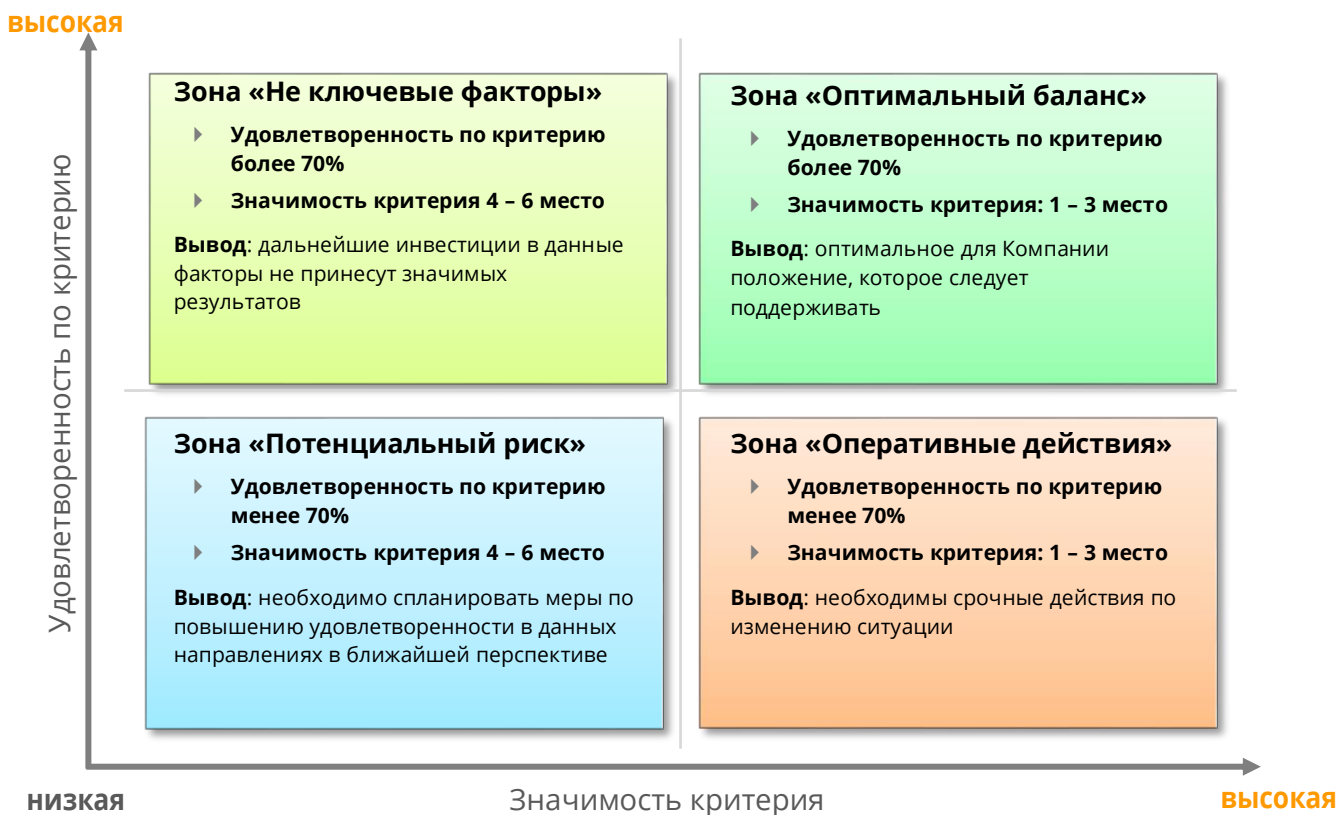 высокая
Удовлетворенность по критерию
Зона «Не ключевые факторы»
Удовлетворенность по критерию
более 70%
Значимость критерия 4 – 6 место
Вывод: дальнейшие инвестиции в данные
факторы не принесут значимых
результатов
Зона «Оптимальный баланс»
Удовлетворенность по критерию
более 70%
Значимость критерия: 1 – 3 место
Вывод: оптимальное для Компании
положение, которое следует
поддерживать
Зона «Потенциальный риск»
Удовлетворенность по критерию
менее 70%
Значимость критерия 4 – 6 место
Вывод: необходимо спланировать меры по
повышению удовлетворенности в данных
направлениях в ближайшей перспективе
Зона «Оперативные действия»
Удовлетворенность по критерию
менее 70%
Значимость критерия: 1 – 3 место
Вывод: необходимы срочные действия по
изменению ситуации
низкая
Значимость критерия
высокая